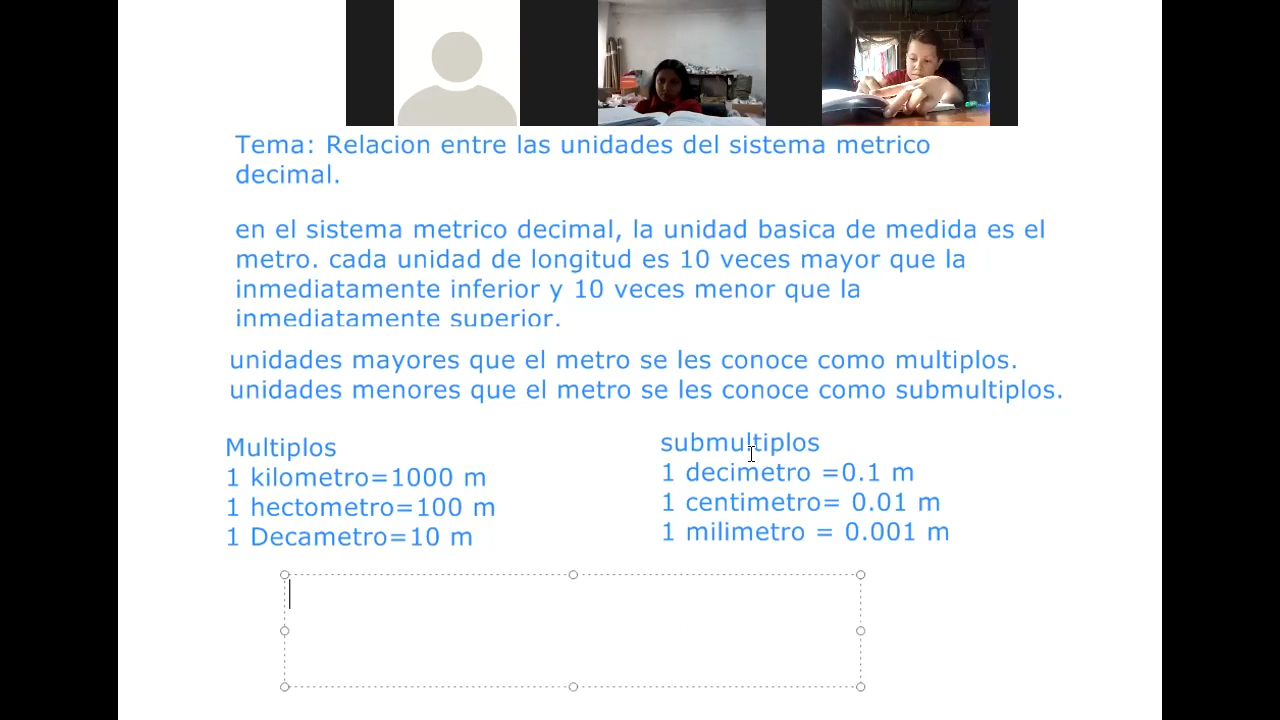 Tema: Relacion entre las unidades del sistema metrico
decimal.
en el sistema metrico decimal, la unidad basica de medida es el
metro. cada unidad de longitud es 10 veces mayor que la
inmediatamente inferior y 10 veces menor que la
inmediatamente superior.
unidades mayores que el metro se les conoce como multiplos.
unidades menores que el metro se les conoce como submultiplos.
Multiplos
1 kilometro=1000 m
1 hectometro=100 m
1 Decametro=10 m
submultiplos
1 decimetro =0.1 m
1 centimetro= 0.01 m
1 milimetro = 0.001 m